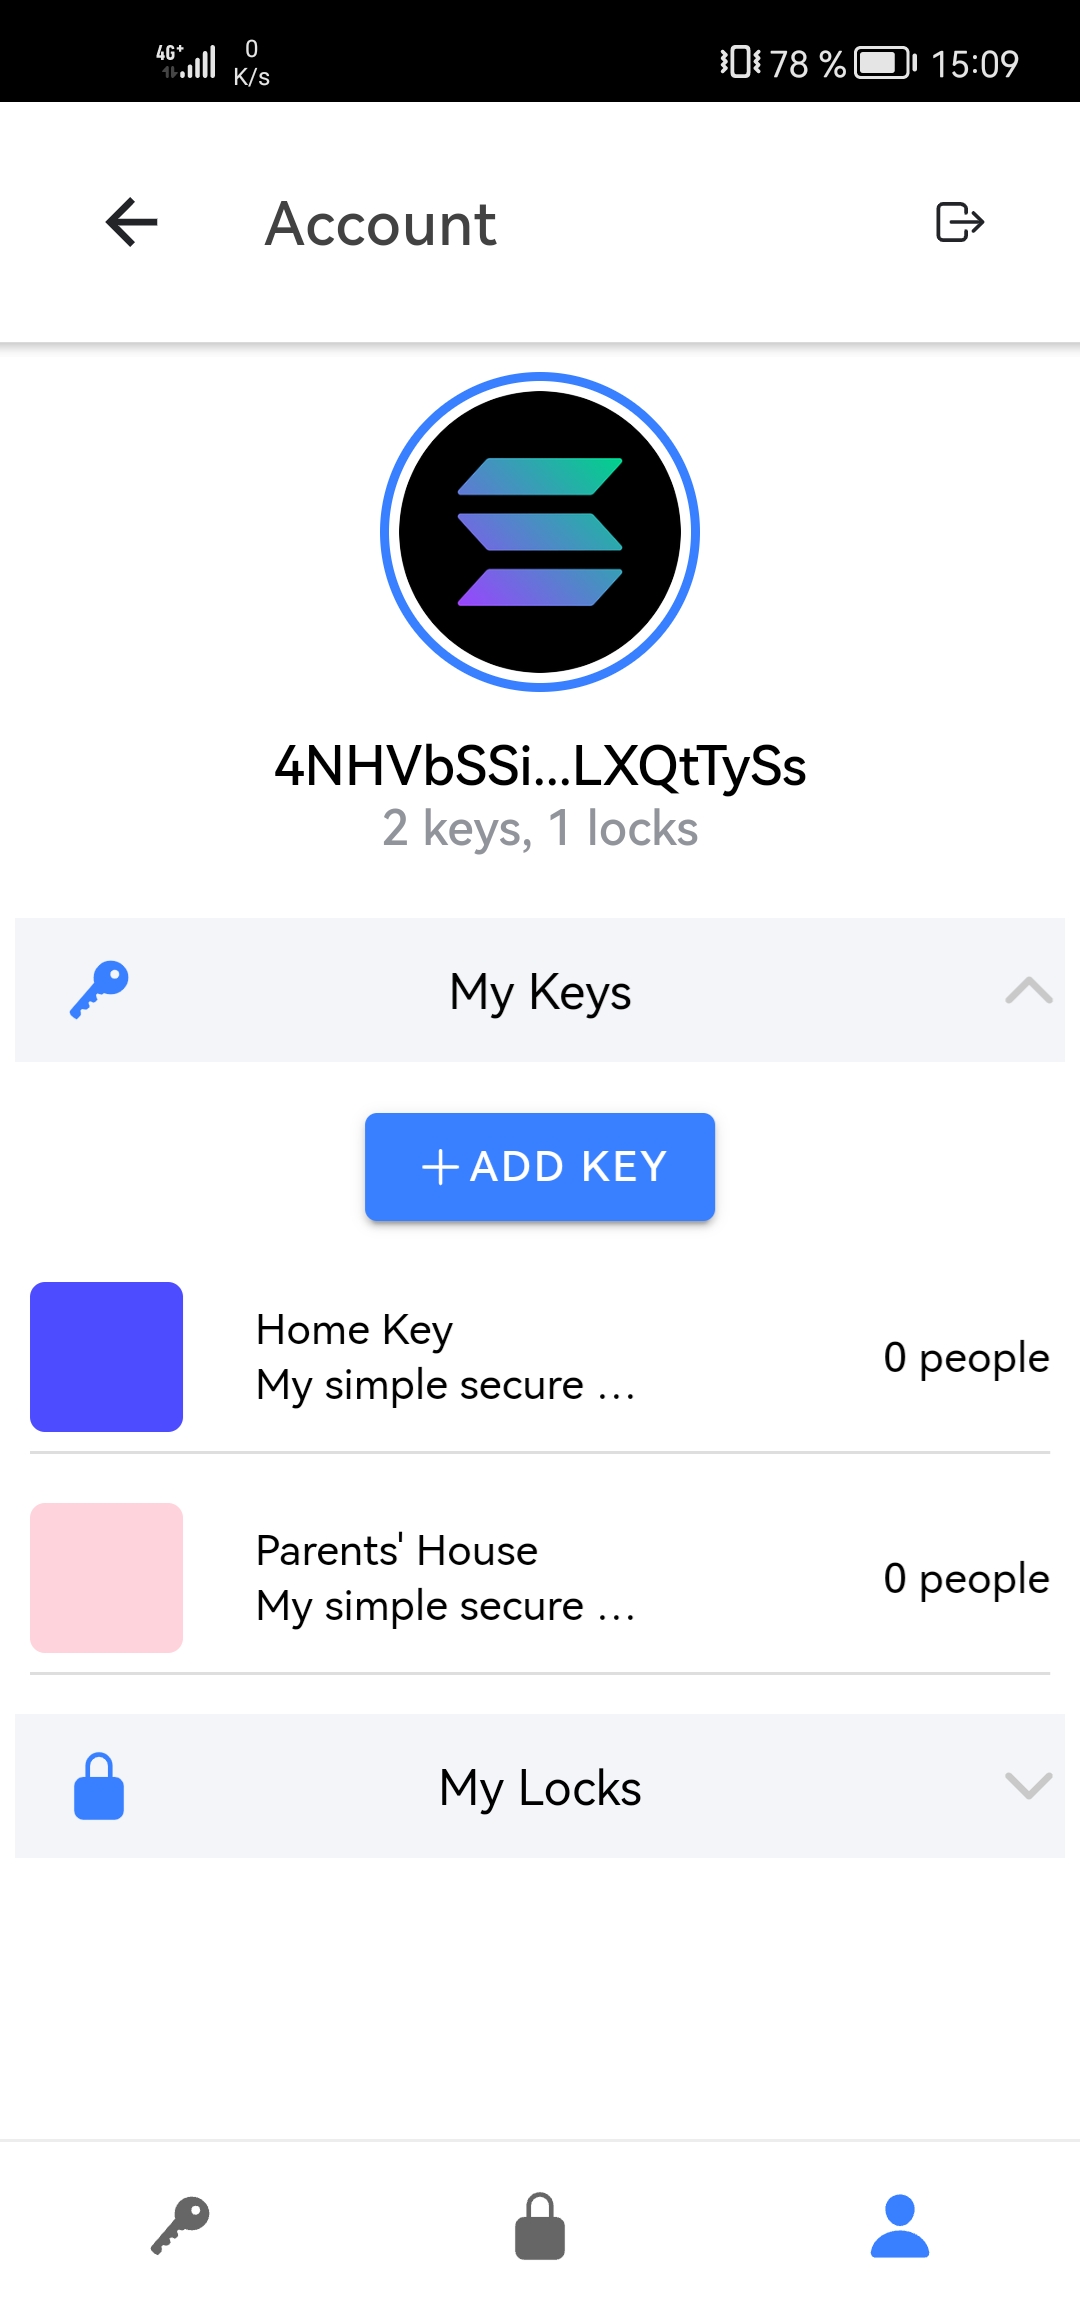 4G+ 0 K/s 78 % 15:09
Account
4NHVbSSi...LXQtTySs
2 keys, 1 locks
My Keys
ADD KEY
Home Key
My simple secure ...
0 people
Parents' House
My simple secure ...
0 people
My Locks